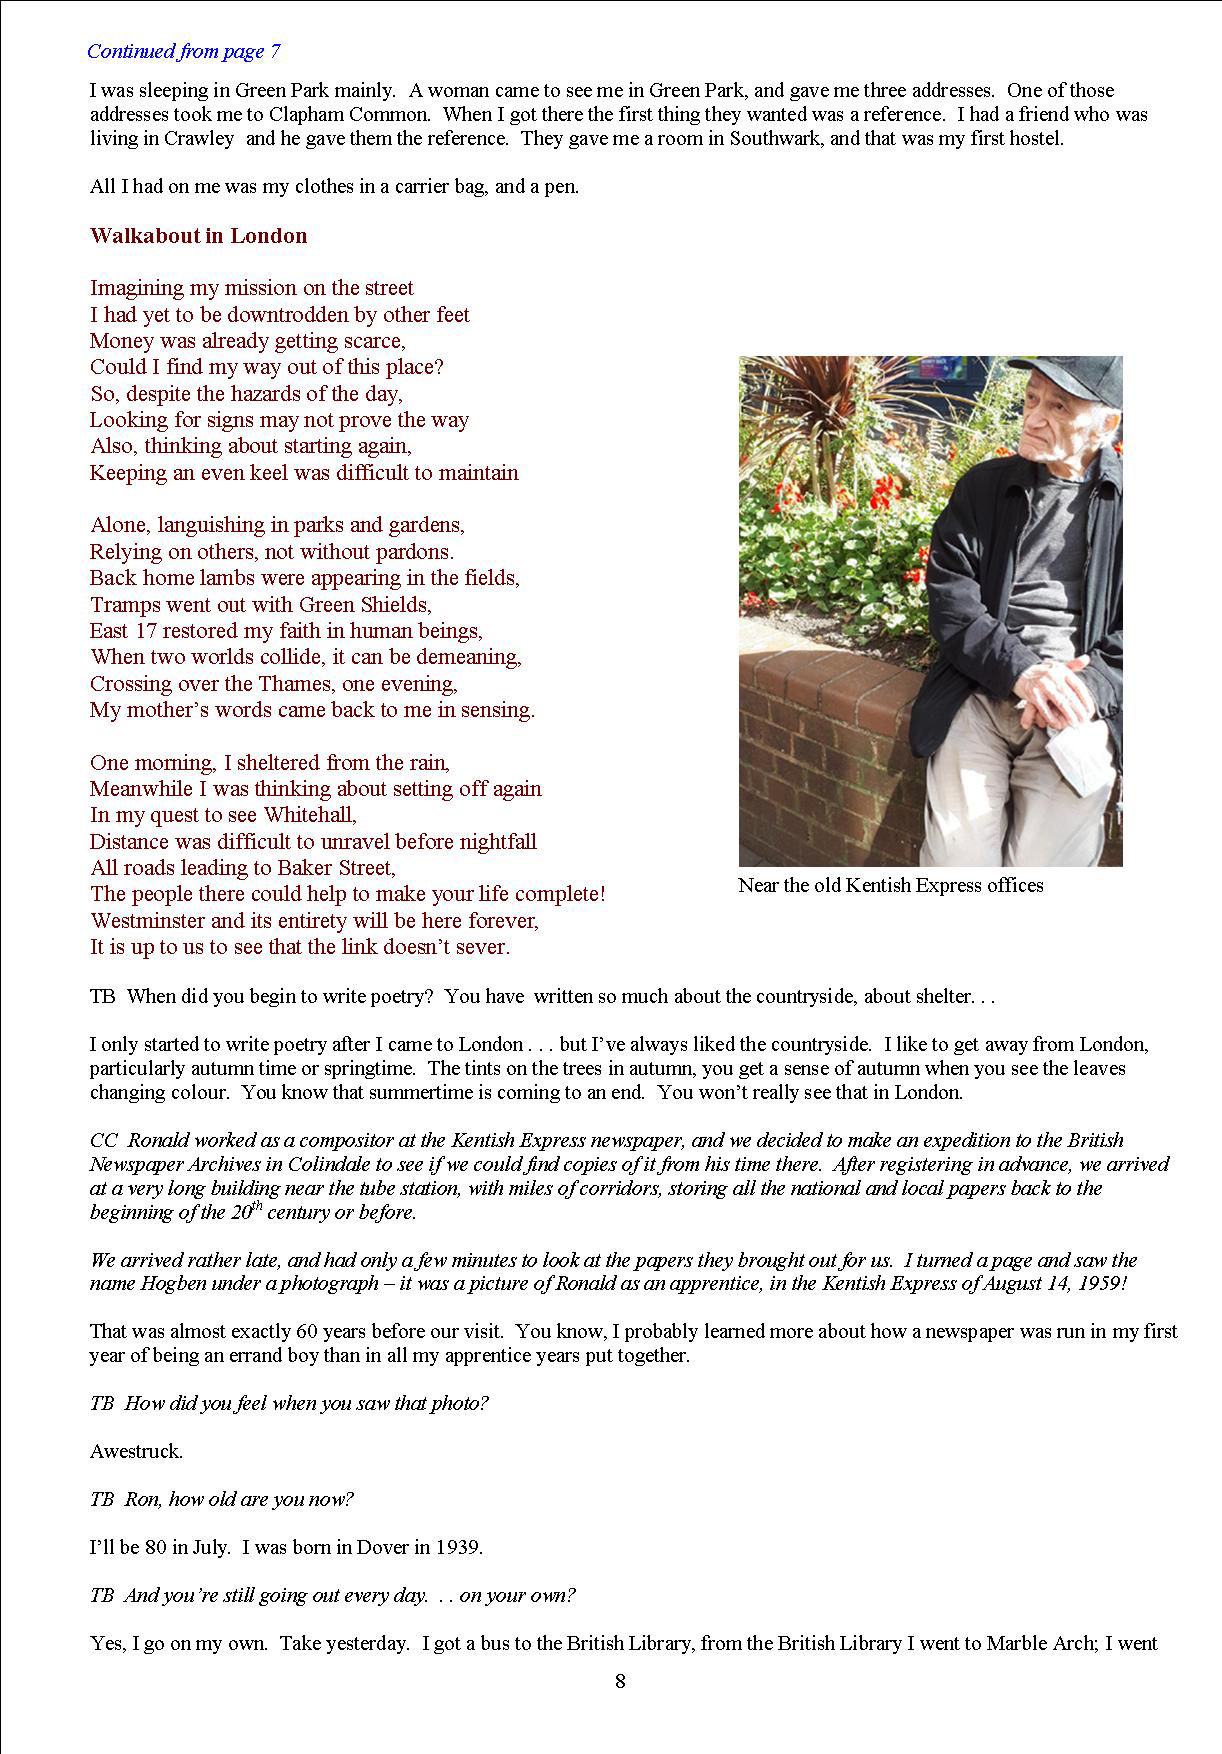 Continued from page 7
I was sleeping in Green Park mainly.  A woman came to see me in Green Park, and gave me three addresses.  One of those
addresses took me to Clapham Common.  When I got there the first thing they wanted was a reference.  I had a friend who was
living in Crawley  and he gave them the reference.  They gave me a room in Southwark, and that was my first hostel.
All I had on me was my clothes in a carrier bag, and a pen.
Walkabout in London
Imagining my mission on the street
I had yet to be downtrodden by other feet
Money was already getting scarce,
Could I find my way out of this place?
So, despite the hazards of the day,
Looking for signs may not prove the way
Also, thinking about starting again,
Keeping an even keel was difficult to maintain
Alone, languishing in parks and gardens,
Relying on others, not without pardons.
Back home lambs were appearing in the fields,
Tramps went out with Green Shields,
East 17 restored my faith in human beings,
When two worlds collide, it can be demeaning,
Crossing over the Thames, one evening,
My mother's words came back to me in sensing.
One morning, I sheltered from the rain,
Meanwhile I was thinking about setting off again
In my quest to see Whitehall,
Distance was difficult to unravel before nightfall
All roads leading to Baker Street,
The people there could help to make your life complete!
Westminster and its entirety will be here forever,
It is up to us to see that the link doesn't sever.
Near the old Kentish Express offices
TB  When did you begin to write poetry?  You have  written so much about the countryside, about shelter. . .
I only started to write poetry after I came to London . . . but I've always liked the countryside.  I like to get away from London,
particularly autumn time or springtime.  The tints on the trees in autumn, you get a sense of autumn when you see the leaves
changing colour.  You know that summertime is coming to an end.  You won't really see that in London.
CC  Ronald worked as a compositor at the Kentish Express newspaper, and we decided to make an expedition to the British
Newspaper Archives in Colindale to see if we could find copies of it from his time there.  After registering in advance, we arrived
at a very long building near the tube station, with miles of corridors, storing all the national and local papers back to the
beginning of the 20th century or before.
We arrived rather late, and had only a few minutes to look at the papers they brought out for us.  I turned a page and saw the
name Hogben under a photograph – it was a picture of Ronald as an apprentice, in the Kentish Express of August 14, 1959!
That was almost exactly 60 years before our visit.  You know, I probably learned more about how a newspaper was run in my first
year of being an errand boy than in all my apprentice years put together.
TB  How did you feel when you saw that photo?
Awestruck.
TB  Ron, how old are you now?
I'll be 80 in July.  I was born in Dover in 1939.
TB  And you're still going out every day.  . . on your own?
Yes, I go on my own.  Take yesterday.  I got a bus to the British Library, from the British Library I went to Marble Arch; I went
8